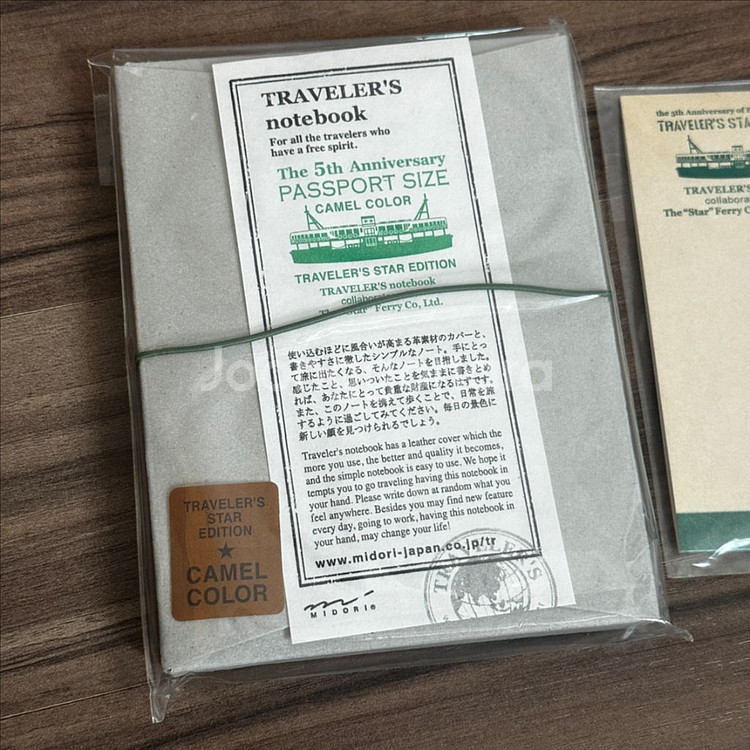 TRAVELER'S
notebook
For all the travelers who
have a free spirit.
The 5th Anniversary
PASSPORT SIZE
CAMEL COLOR
TRAVELER'S STAR EDITION
TRAVELER'S notebook
The "Star" Ferry Co, Ltd.
使い込むほどに風合いが高まる革素材のカバーと、
書きやすさに徹したシンプルなノート。手にとっ
て旅に出たくなる、そんなノートを目指しました。
感じたこと、思いついたことを気ままに書きとめ
れば、あなたにとって貴重な財産になるはずです。
また、このノートを携えて歩くことで、日常を旅
するように過ごしてみてください。毎日の景色に
新しい顔を見つけられるでしょう。
Traveler's notebook has a leather cover which the
more you use, the better and quality it becomes,
and the simple notebook is easy to use. We hope it
tempts you to go traveling having this notebook in
your hand. Please write down at random what you
feel anywhere. Besides you may find new feature
every day, going to work, having this notebook in
your hand, may change your life!
www.midori-japan.co.jp/tr
MIDORI®
TRAVELER'S
TRAVELER'S
STAR
EDITION
★
CAMEL
COLOR
the 5th Anniversary of
TRAVELER'S
TRAVELER'S
The "Star" Ferry